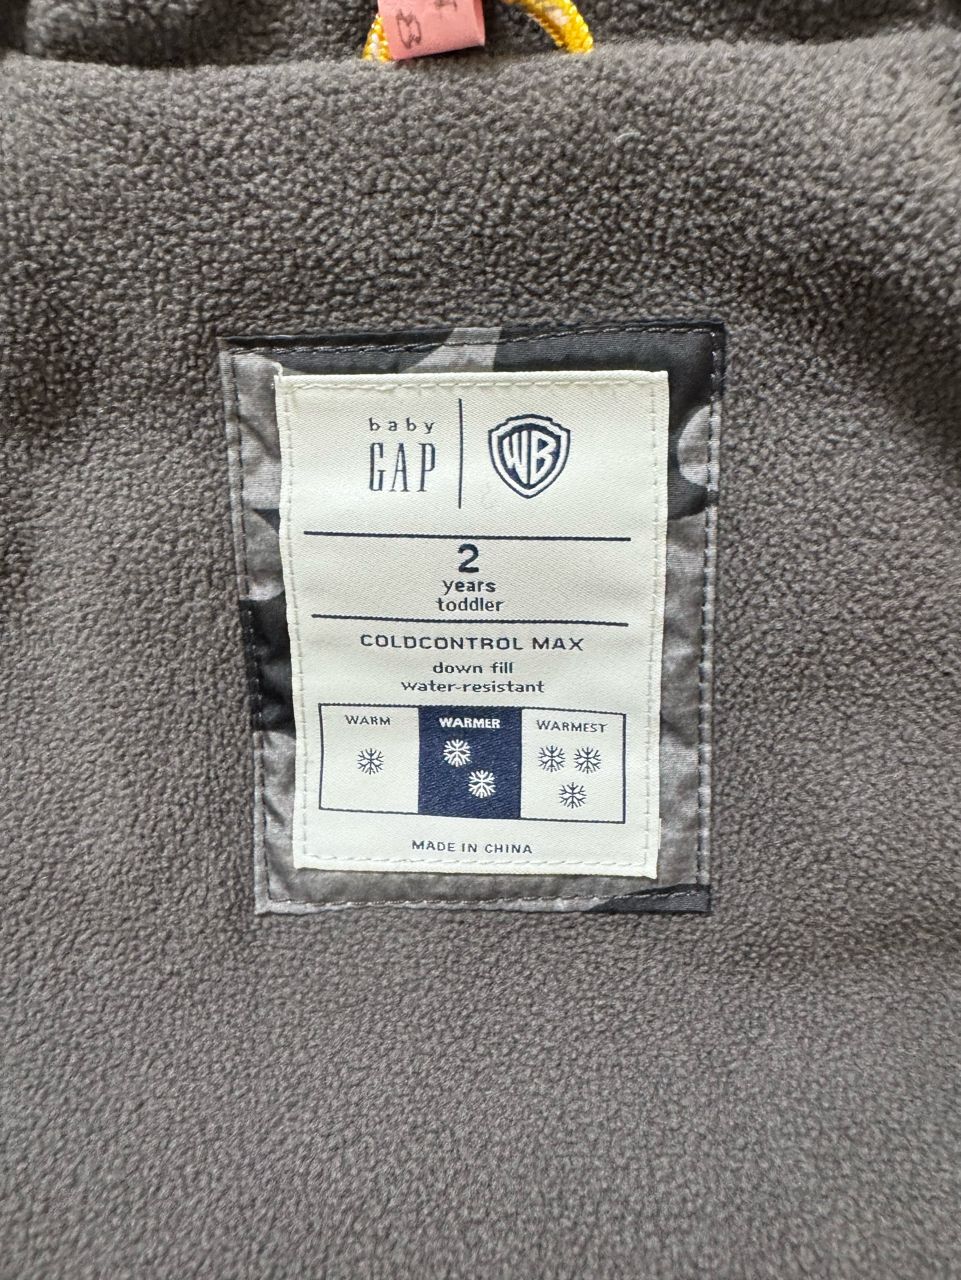 baby
GAP
WB
2
years
toddler
COLDCONTROL MAX
down fill
water-resistant
WARM
WARMER
WARMEST
MADE IN CHINA